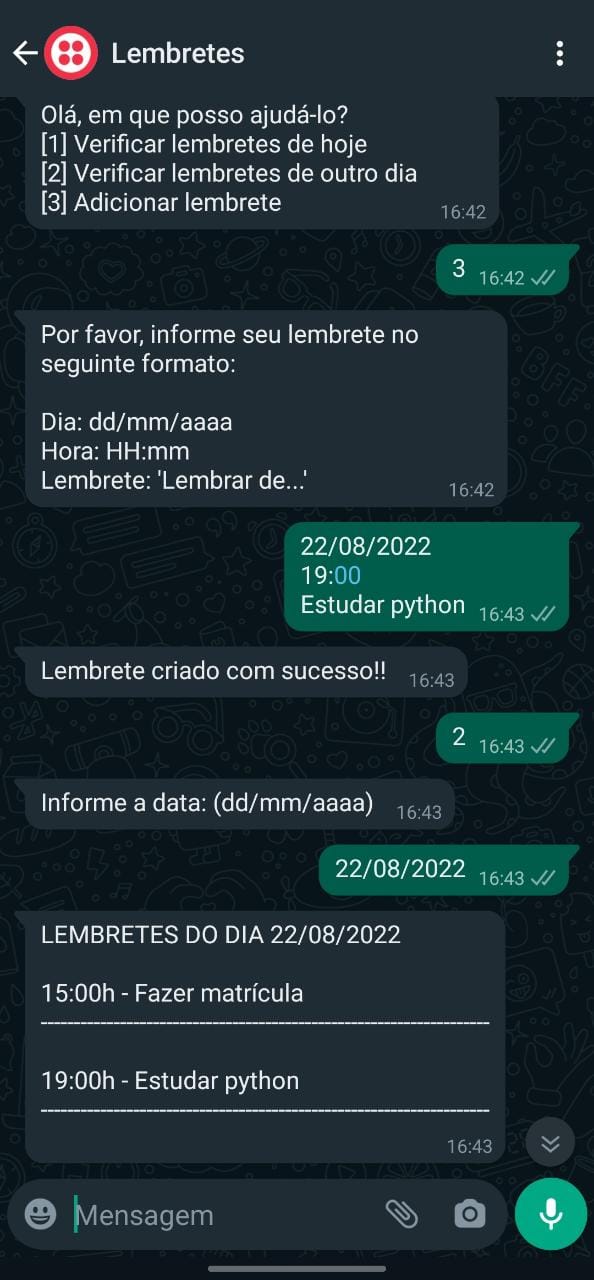 Lembretes
Olá, em que posso ajudá-lo?
[1] Verificar lembretes de hoje
[2] Verificar lembretes de outro dia
[3] Adicionar lembrete
16:42
3 16:42
Por favor, informe seu lembrete no
seguinte formato:
Dia: dd/mm/aaaa
Hora: HH:mm
Lembrete: 'Lembrar de...'
16:42
22/08/2022
19:00
Estudar python 16:43
Lembrete criado com sucesso!! 16:43
2 16:43
Informe a data: (dd/mm/aaaa) 16:43
22/08/2022 16:43
LEMBRETES DO DIA 22/08/2022
15:00h - Fazer matrícula
19:00h - Estudar python
16:43
Mensagem